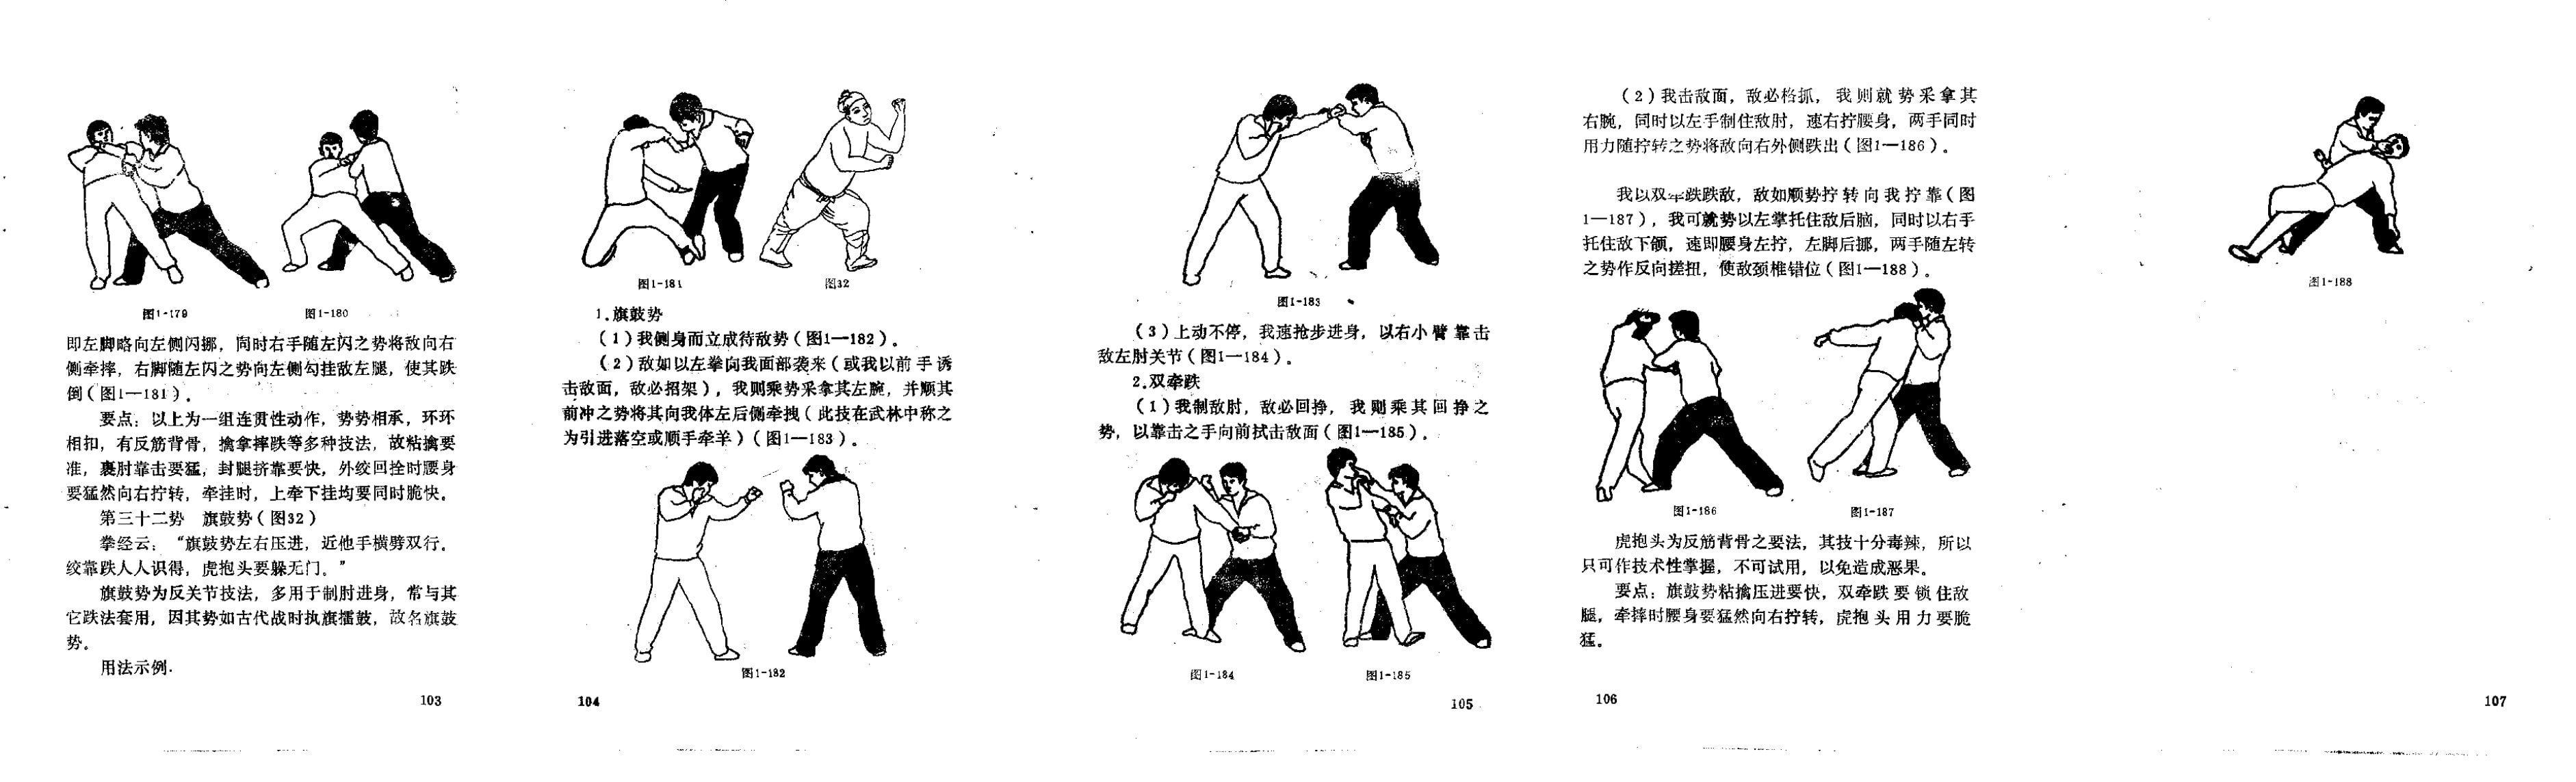 图1-179
图1-180
即左脚略向左侧闪挪，同时右手随左闪之势将敌向右
侧牵摔，右脚随左闪之势向左侧勾挂敌左腿，使其跌
倒（图1—181）。
要点：以上为一组连贯性动作，势势相承，环环
相扣，有反筋背骨，擒拿摔跌等多种技法，故粘擒要
准，裹肘靠击要猛，封腿挤靠要快，外绞回拴时腰身
要猛然向右拧转，牵挂时，上牵下挂均要同时脆快。
第三十二势　旗鼓势（图32）
拳经云：“旗鼓势左右压进，近他手横劈双行。
绞靠跌人人识得，虎抱头要躲无门。”
旗鼓势为反关节技法，多用于制肘进身，常与其
它跌法套用，因其势如古代战时执旗擂鼓，故名旗鼓
势。
用法示例.
103
图1-181
图32
1.旗鼓势
（1）我侧身而立成待敌势（图1—182）。
（2）敌如以左拳向我面部袭来（或我以前手诱
击敌面，敌必招架），我则乘势采拿其左腕，并顺其
前冲之势将其向我体左后侧牵拽（此技在武林中称之
为引进落空或顺手牵羊）（图1—183）。
图1-182
104
图1-183
（3）上动不停，我速抢步进身，以右小臂靠击
敌左肘关节（图1—184）。
2.双牵跌
（1）我制敌肘，敌必回挣，我则乘其回挣之
势，以靠击之手向前拭击敌面（图1—185）。
图1-184
图1-185
105
（2）我击敌面，敌必格抓，我则就势采拿其
右腕，同时以左手制住敌肘，速右拧腰身，两手同时
用力随拧转之势将敌向右外侧跌出（图1—186）。
我以双牵跌跌敌，敌如顺势拧转向我拧靠（图
1—187），我可就势以左掌托住敌后脑，同时以右手
托住敌下颌，速即腰身左拧，左脚后挪，两手随左转
之势作反向搓扭，使敌颈椎错位（图1—188）。
图1-186
图1-187
虎抱头为反筋背骨之要法，其技十分毒辣，所以
只可作技术性掌握，不可试用，以免造成恶果。
要点：旗鼓势粘擒压进要快，双牵跌要锁住敌
腿，牵摔时腰身要猛然向右拧转，虎抱头用力要脆
猛。
106
图1-188
107